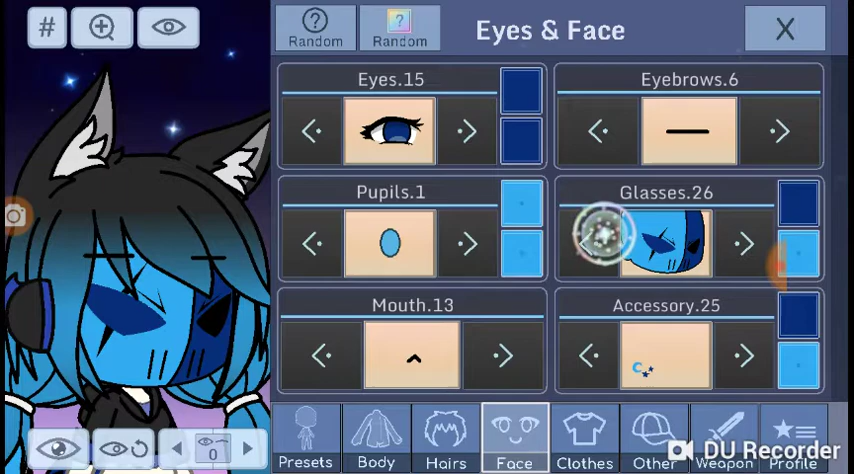 #
Random
Random
Eyes & Face
X
Eyes.15
Eyebrows.6
Pupils.1
Glasses.26
Mouth.13
Accessory.25
0
Presets
Body
Hairs
Face
Clothes
Other
Weapon
Profile
DU Recorder